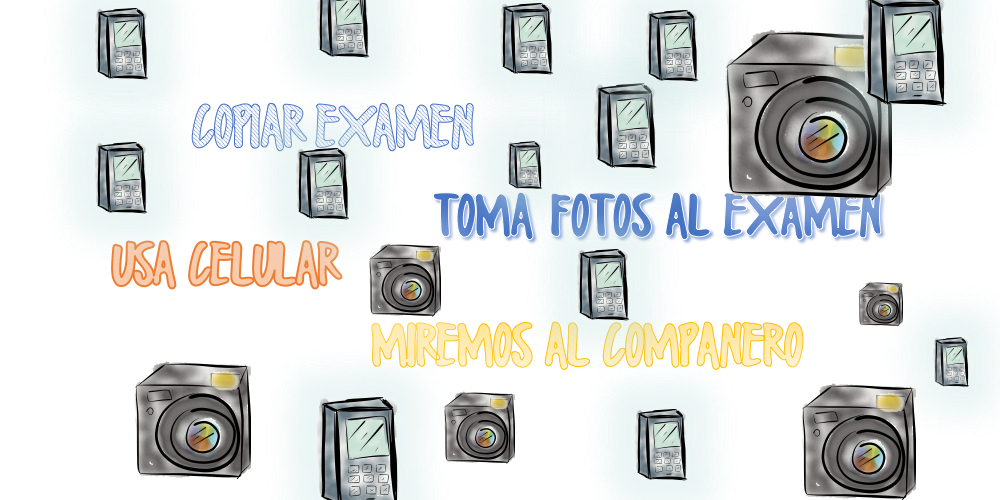 COPIAR EXAMEN
TOMA FOTOS AL EXAMEN
USA CELULAR
MIREMOS AL COMPANERO